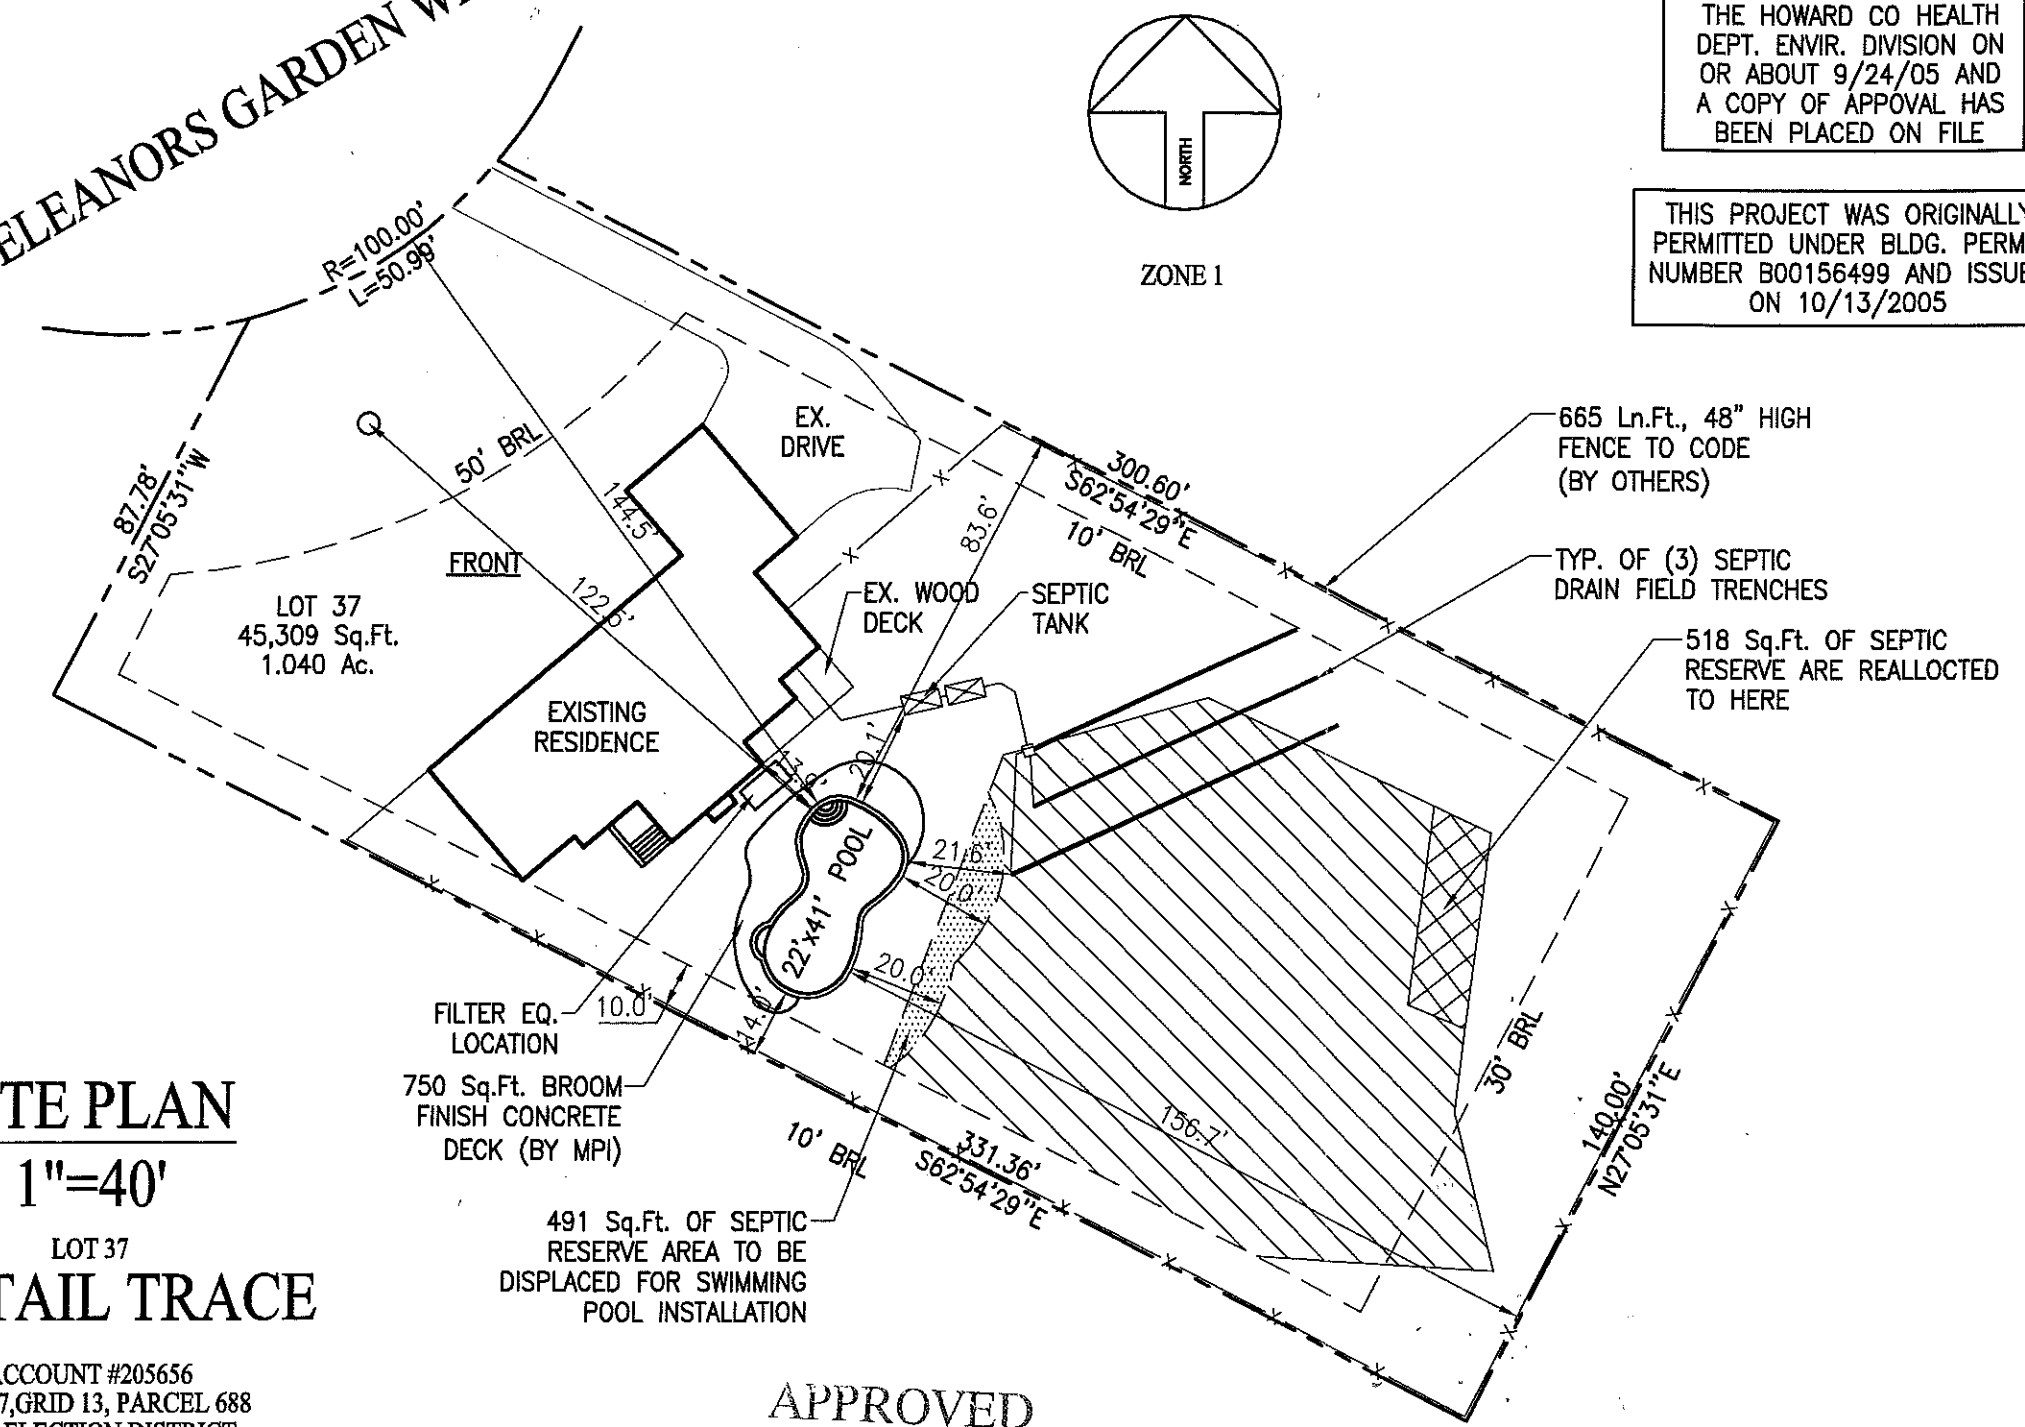 ELEANORS GARDEN
THE HOWARD CO HEALTH
DEPT. ENVIR. DIVISION ON
OR ABOUT 9/24/05 AND
A COPY OF APPOVAL HAS
BEEN PLACED ON FILE
NORTH
ZONE 1
THIS PROJECT WAS ORIGINALLY
PERMITTED UNDER BLDG. PERM
NUMBER B00156499 AND ISSUE
ON 10/13/2005
R=100.00'
L=50.99'
87.78'
S27°05'31"W
50' BRL
EX.
DRIVE
665 Ln.Ft., 48" HIGH
FENCE TO CODE
(BY OTHERS)
300.60'
S62°54'29"E
10' BRL
83.6'
144.5'
122.6'
FRONT
LOT 37
45,309 Sq.Ft.
1.040 Ac.
EX. WOOD
DECK
SEPTIC
TANK
TYP. OF (3) SEPTIC
DRAIN FIELD TRENCHES
518 Sq.Ft. OF SEPTIC
RESERVE ARE REALLOCTED
TO HERE
EXISTING
RESIDENCE
20.1'
22'x41' POOL
21.6'
20.0'
20.0'
10.0'
14.0'
FILTER EQ.
LOCATION
750 Sq.Ft. BROOM
FINISH CONCRETE
DECK (BY MPI)
491 Sq.Ft. OF SEPTIC
RESERVE AREA TO BE
DISPLACED FOR SWIMMING
POOL INSTALLATION
10' BRL
331.36'
S62°54'29"E
156.7'
30' BRL
140.00'
N27°05'31"E
TE PLAN
1"=40'
LOT 37
TAIL TRACE
ACCOUNT #205656
7,GRID 13, PARCEL 688
ELECTION DISTRICT
APPROVED